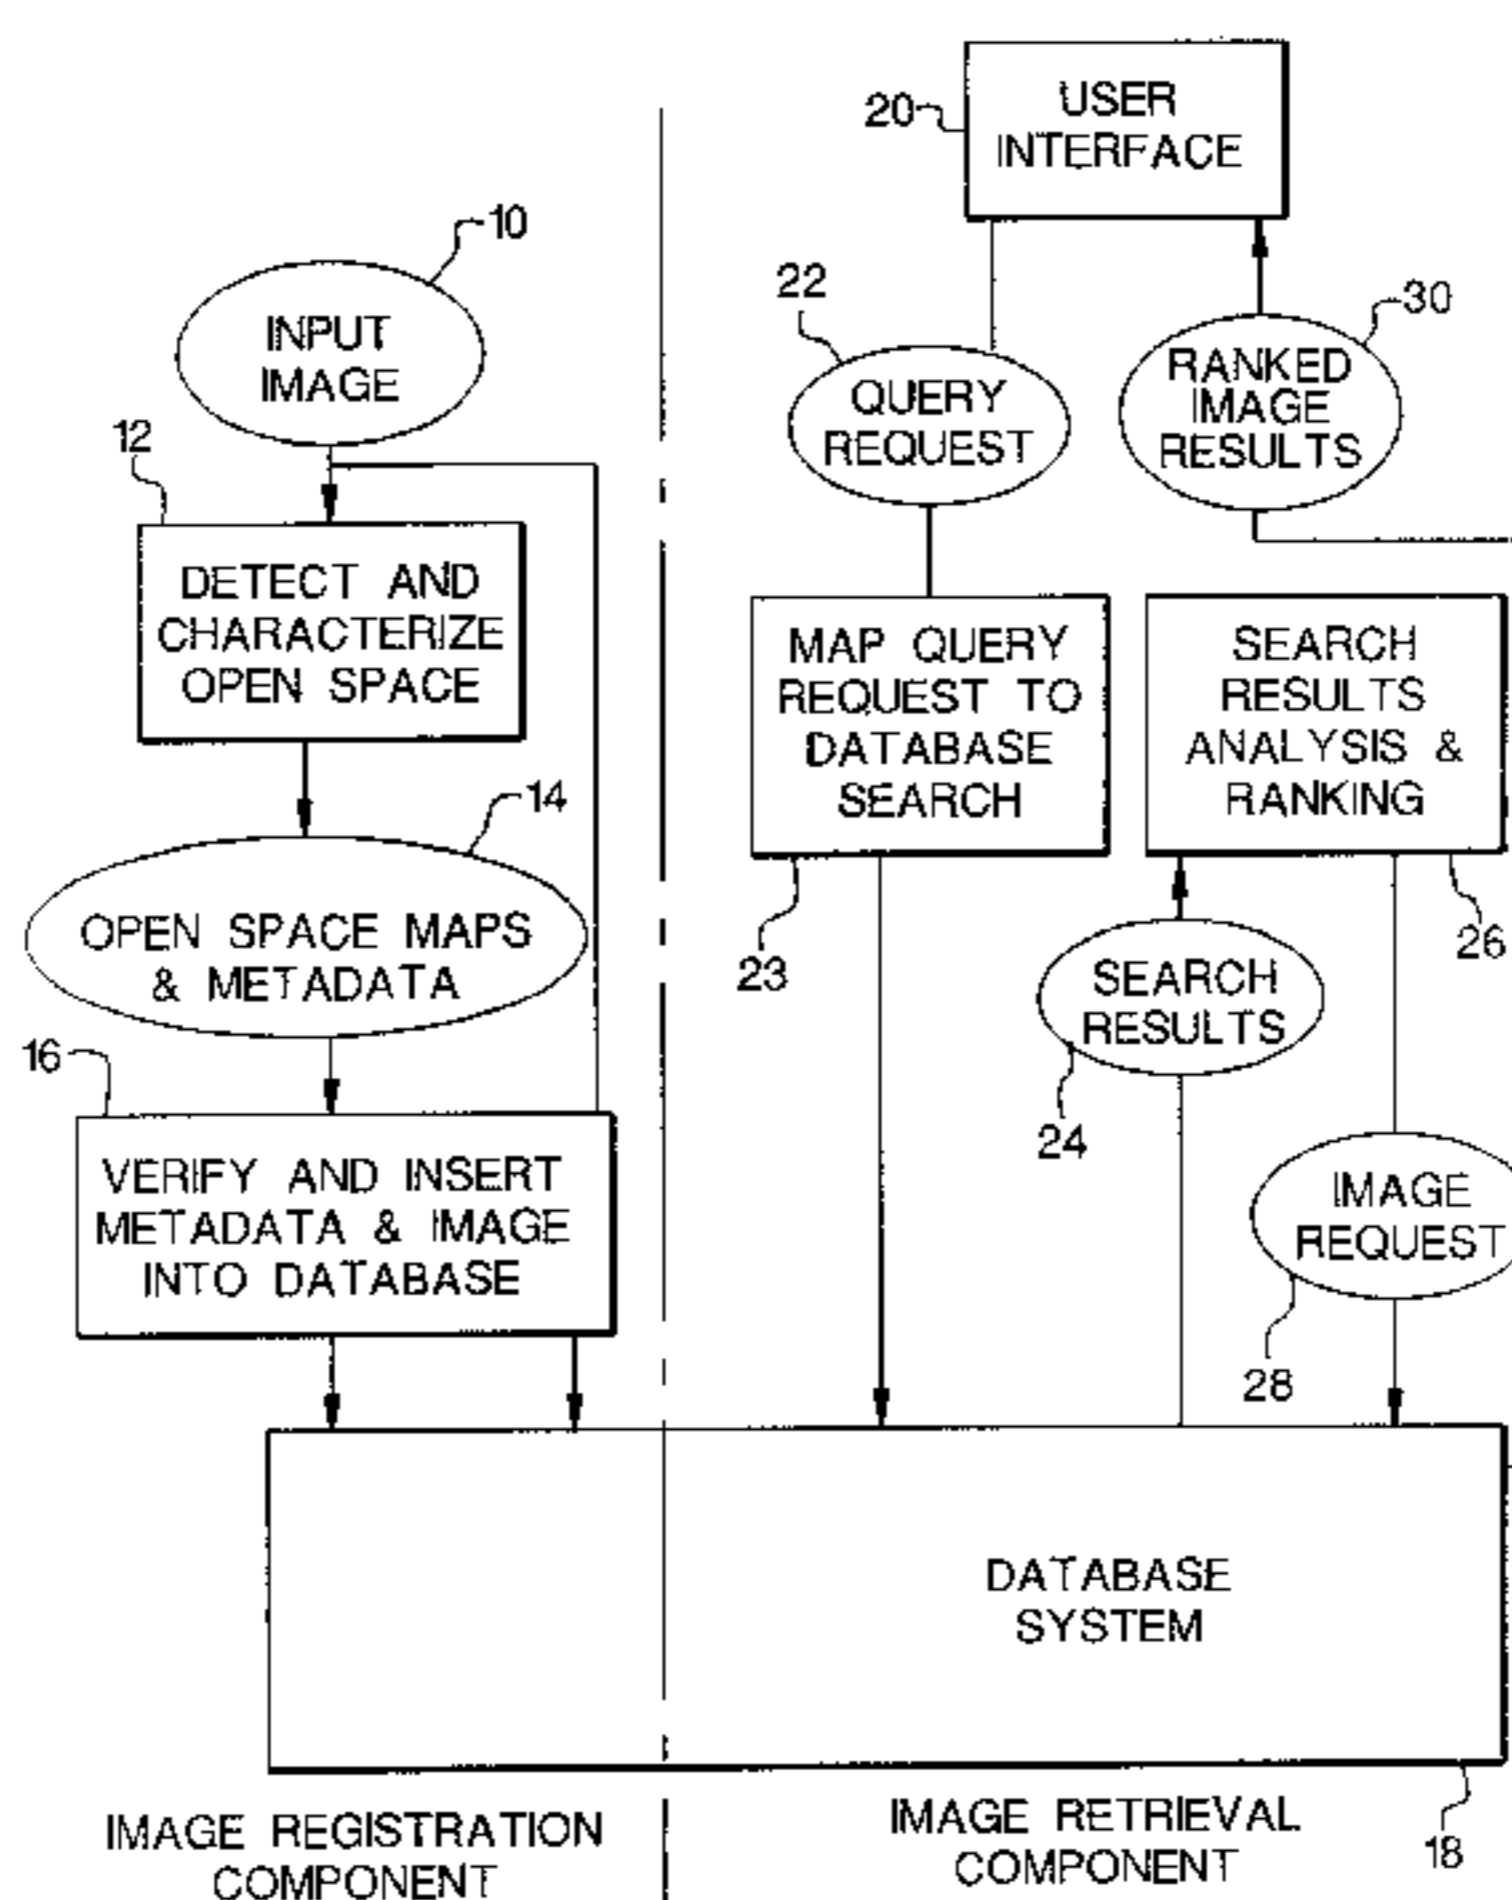 10
INPUT
IMAGE
12
DETECT AND
CHARACTERIZE
OPEN SPACE
14
OPEN SPACE MAPS
& METADATA
16
VERIFY AND INSERT
METADATA & IMAGE
INTO DATABASE
20
USER
INTERFACE
22
QUERY
REQUEST
30
RANKED
IMAGE
RESULTS
MAP QUERY
REQUEST TO
DATABASE
SEARCH
23
SEARCH
RESULTS
ANALYSIS &
RANKING
26
SEARCH
RESULTS
24
IMAGE
REQUEST
28
DATABASE
SYSTEM
18
IMAGE REGISTRATION
COMPONENT
IMAGE RETRIEVAL
COMPONENT